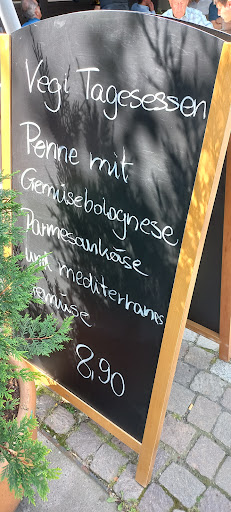 Vegi Tagesessen
Penne mit
Gemüsebolognese
Parmesankäse
und mediterranes
Gemüse
8,90